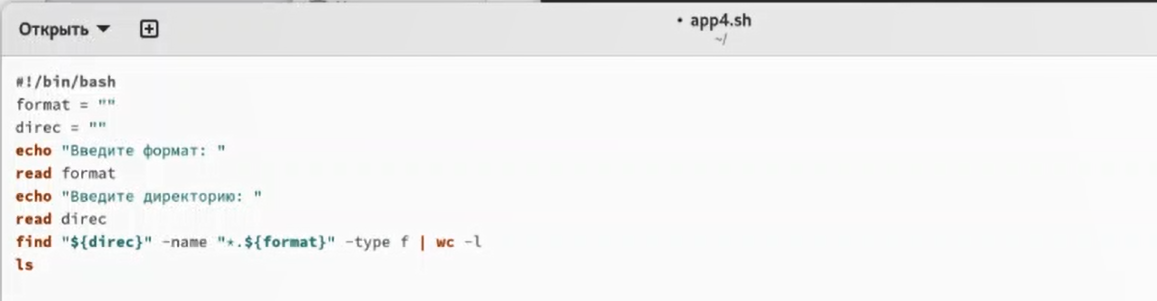 Открыть
• app4.sh
~/
#!/bin/bash
format = ""
direc = ""
echo "Введите формат: "
read format
echo "Введите директорию: "
read direc
find "${direc}" -name "*.${format}" -type f | wc -l
ls